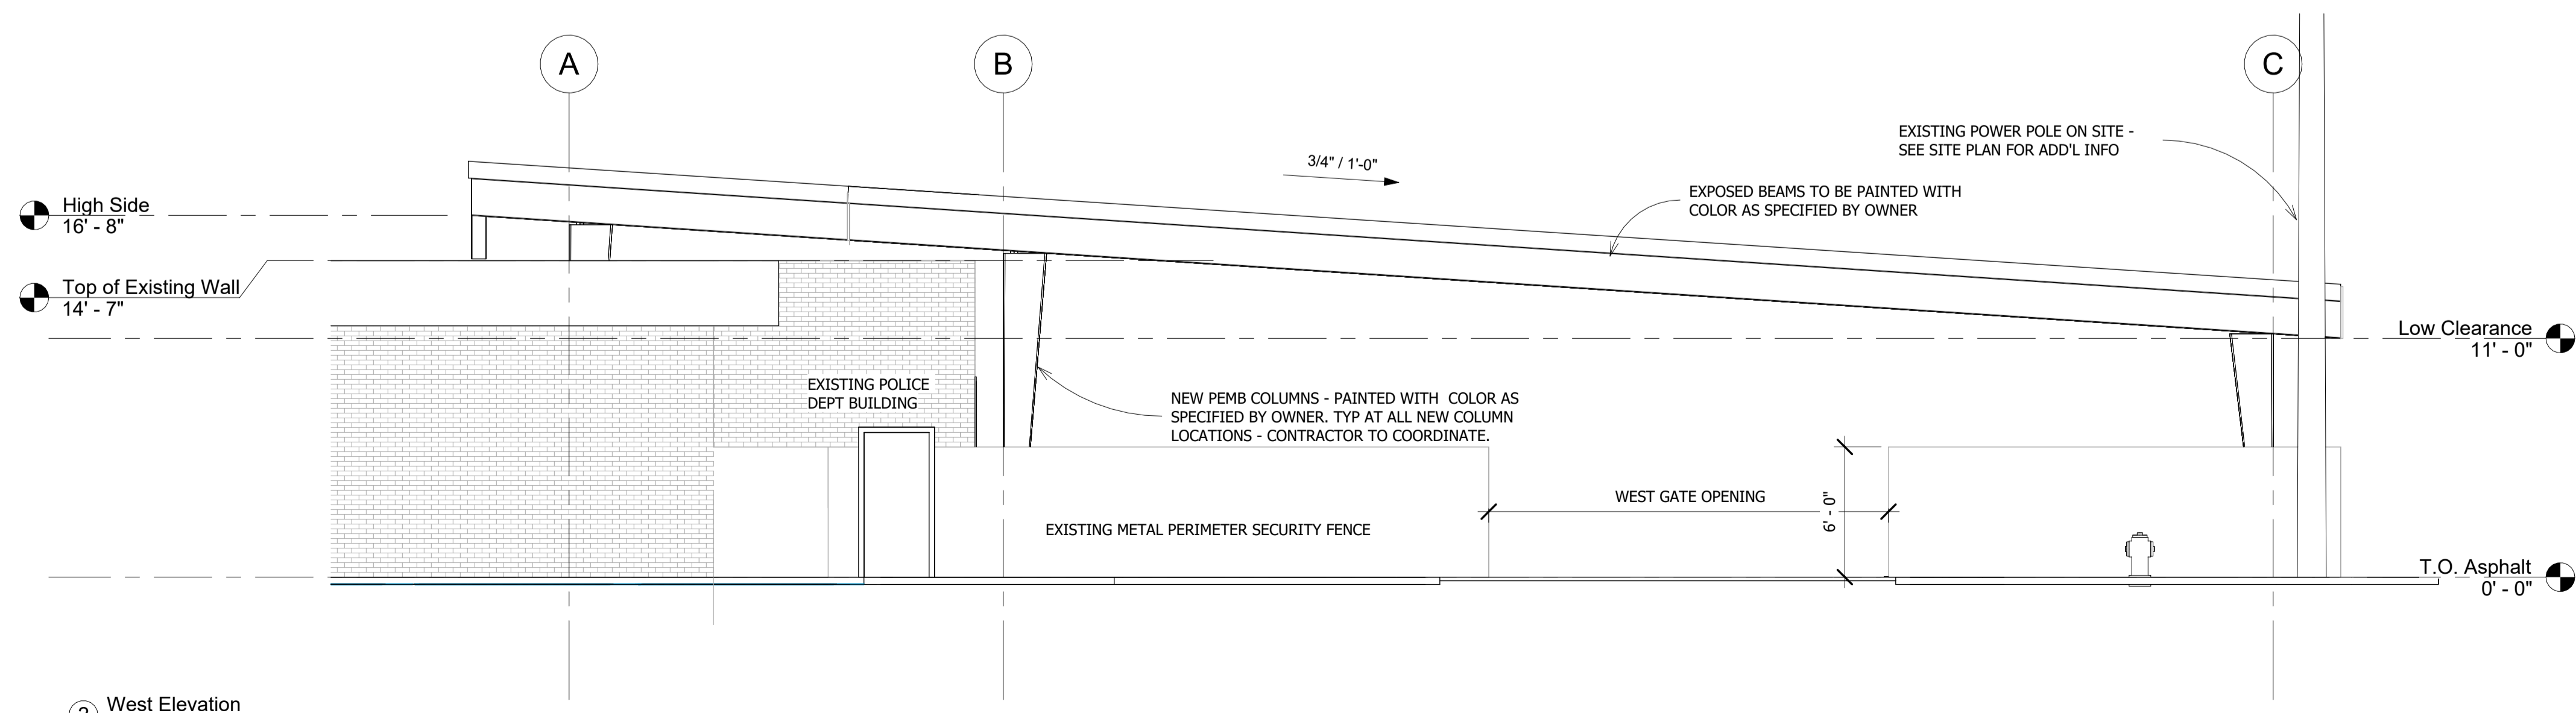 A
B
C
EXISTING POWER POLE ON SITE -
SEE SITE PLAN FOR ADD'L INFO
3/4" / 1'-0"
EXPOSED BEAMS TO BE PAINTED WITH
COLOR AS SPECIFIED BY OWNER
High Side
16' - 8"
Top of Existing Wall
14' - 7"
Low Clearance
11' - 0"
EXISTING POLICE
DEPT BUILDING
NEW PEMB COLUMNS - PAINTED WITH COLOR AS
SPECIFIED BY OWNER. TYP AT ALL NEW COLUMN
LOCATIONS - CONTRACTOR TO COORDINATE.
WEST GATE OPENING
6' - 0"
EXISTING METAL PERIMETER SECURITY FENCE
T.O. Asphalt
0' - 0"
West Elevation